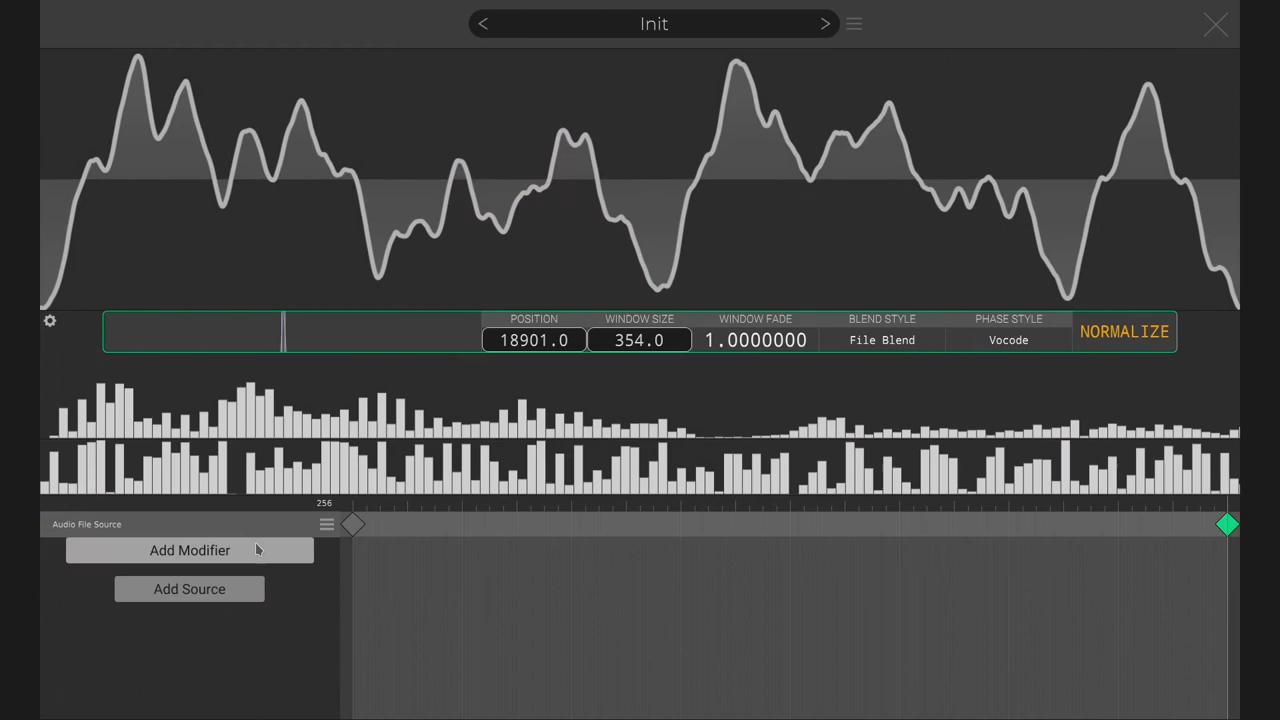 Init
POSITION WINDOW SIZE WINDOW FADE BLEND STYLE PHASE STYLE
NORMALIZE
18901.0 354.0 1.0000000 File Blend Vocode
256
Audio File Source
Add Modifier
Add Source